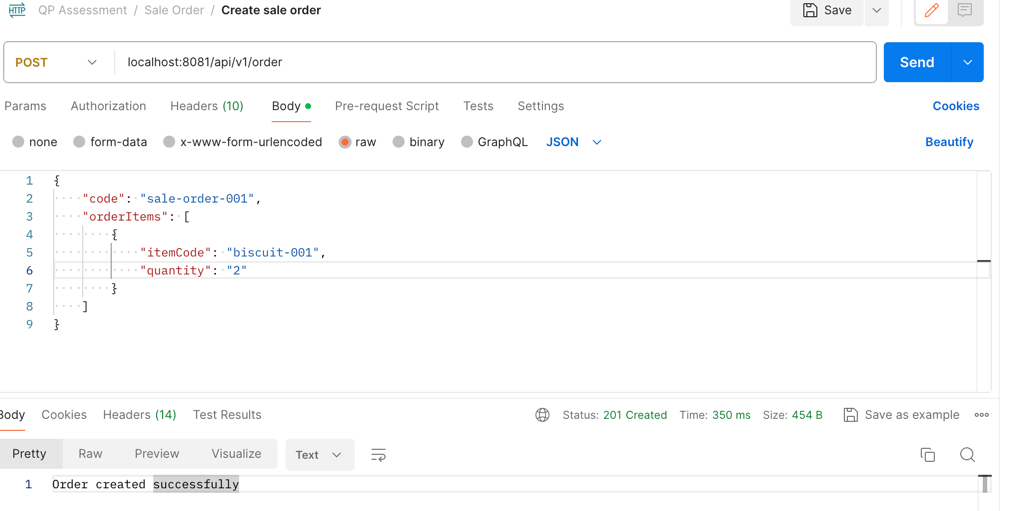 HTTP QP Assessment / Sale Order / Create sale order Save
POST localhost:8081/api/v1/order Send
Params Authorization Headers (10) Body Pre-request Script Tests Settings Cookies
none form-data x-www-form-urlencoded raw binary GraphQL JSON Beautify
1 {
2 "code": "sale-order-001",
3 "orderItems": [
4 {
5 "itemCode": "biscuit-001",
6 "quantity": "2"
7 }
8 ]
9 }
Body Cookies Headers (14) Test Results Status: 201 Created Time: 350 ms Size: 454 B Save as example
Pretty Raw Preview Visualize Text
1 Order created successfully